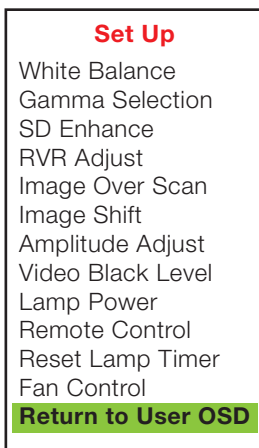 Set Up
White Balance
Gamma Selection
SD Enhance
RVR Adjust
Image Over Scan
Image Shift
Amplitude Adjust
Video Black Level
Lamp Power
Remote Control
Reset Lamp Timer
Fan Control
Return to User OSD